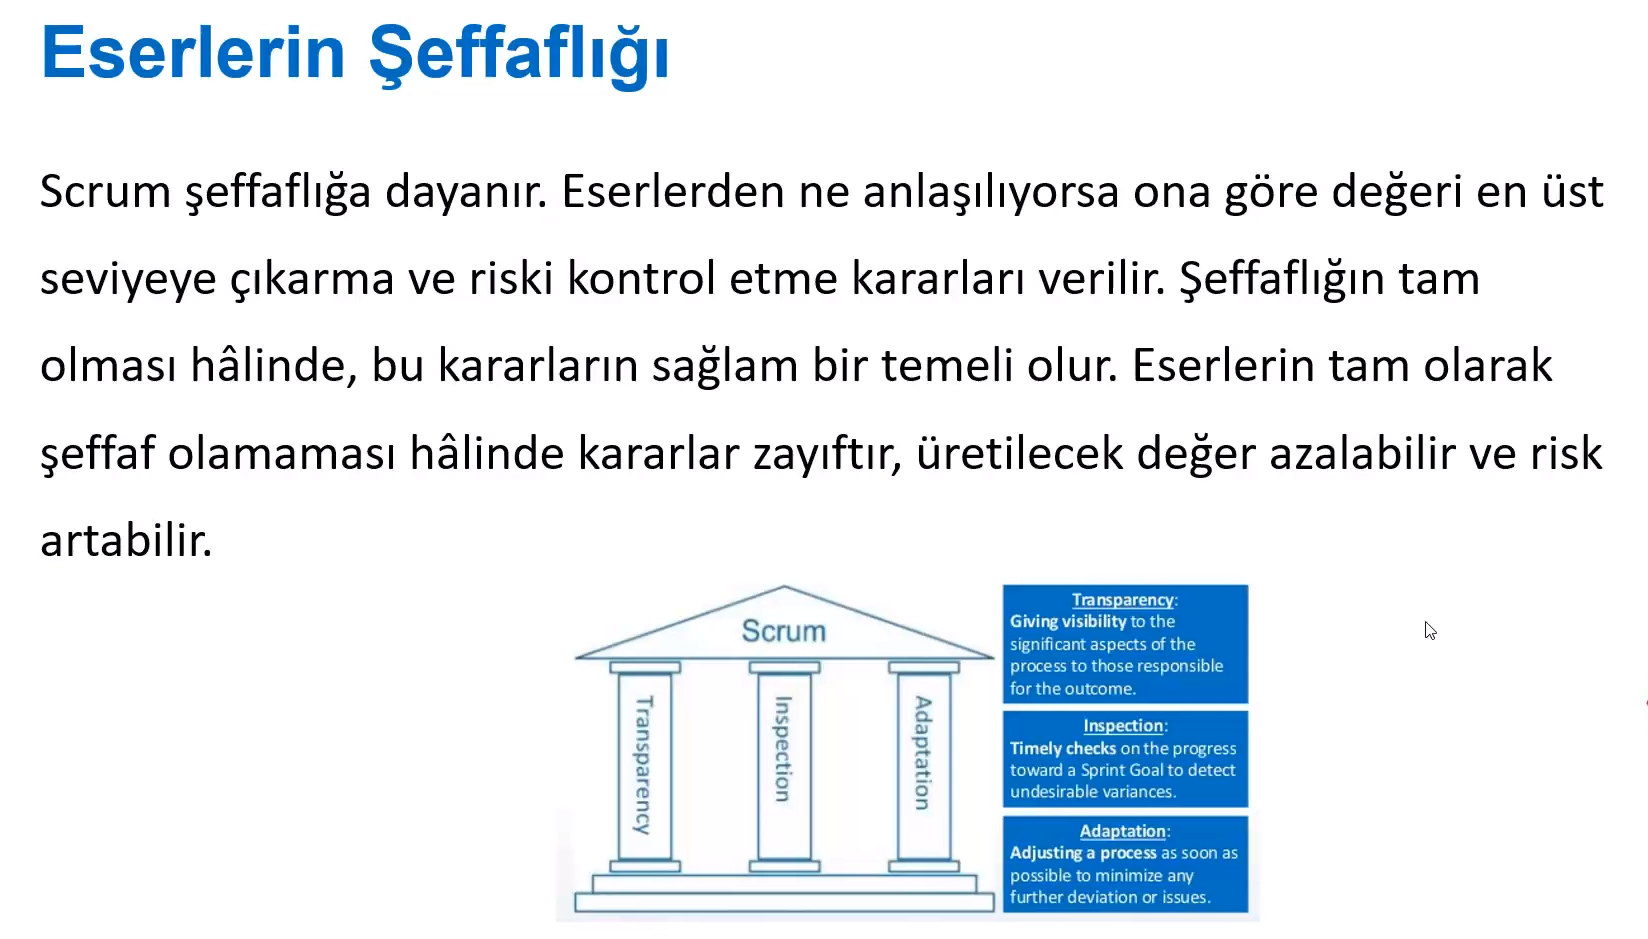 Eserlerin Şeffaflığı
Scrum şeffaflığa dayanır. Eserlerden ne anlaşılıyorsa ona göre değeri en üst
seviyeye çıkarma ve riski kontrol etme kararları verilir. Şeffaflığın tam
olması hâlinde, bu kararların sağlam bir temeli olur. Eserlerin tam olarak
şeffaf olamaması hâlinde kararlar zayıftır, üretilecek değer azalabilir ve risk
artabilir.
Scrum
Transparency
Inspection
Adaptation
Transparency:
Giving visibility to the
significant aspects of the
process to those responsible
for the outcome.
Inspection:
Timely checks on the progress
toward a Sprint Goal to detect
undesirable variances.
Adaptation:
Adjusting a process as soon as
possible to minimize any
further deviation or issues.